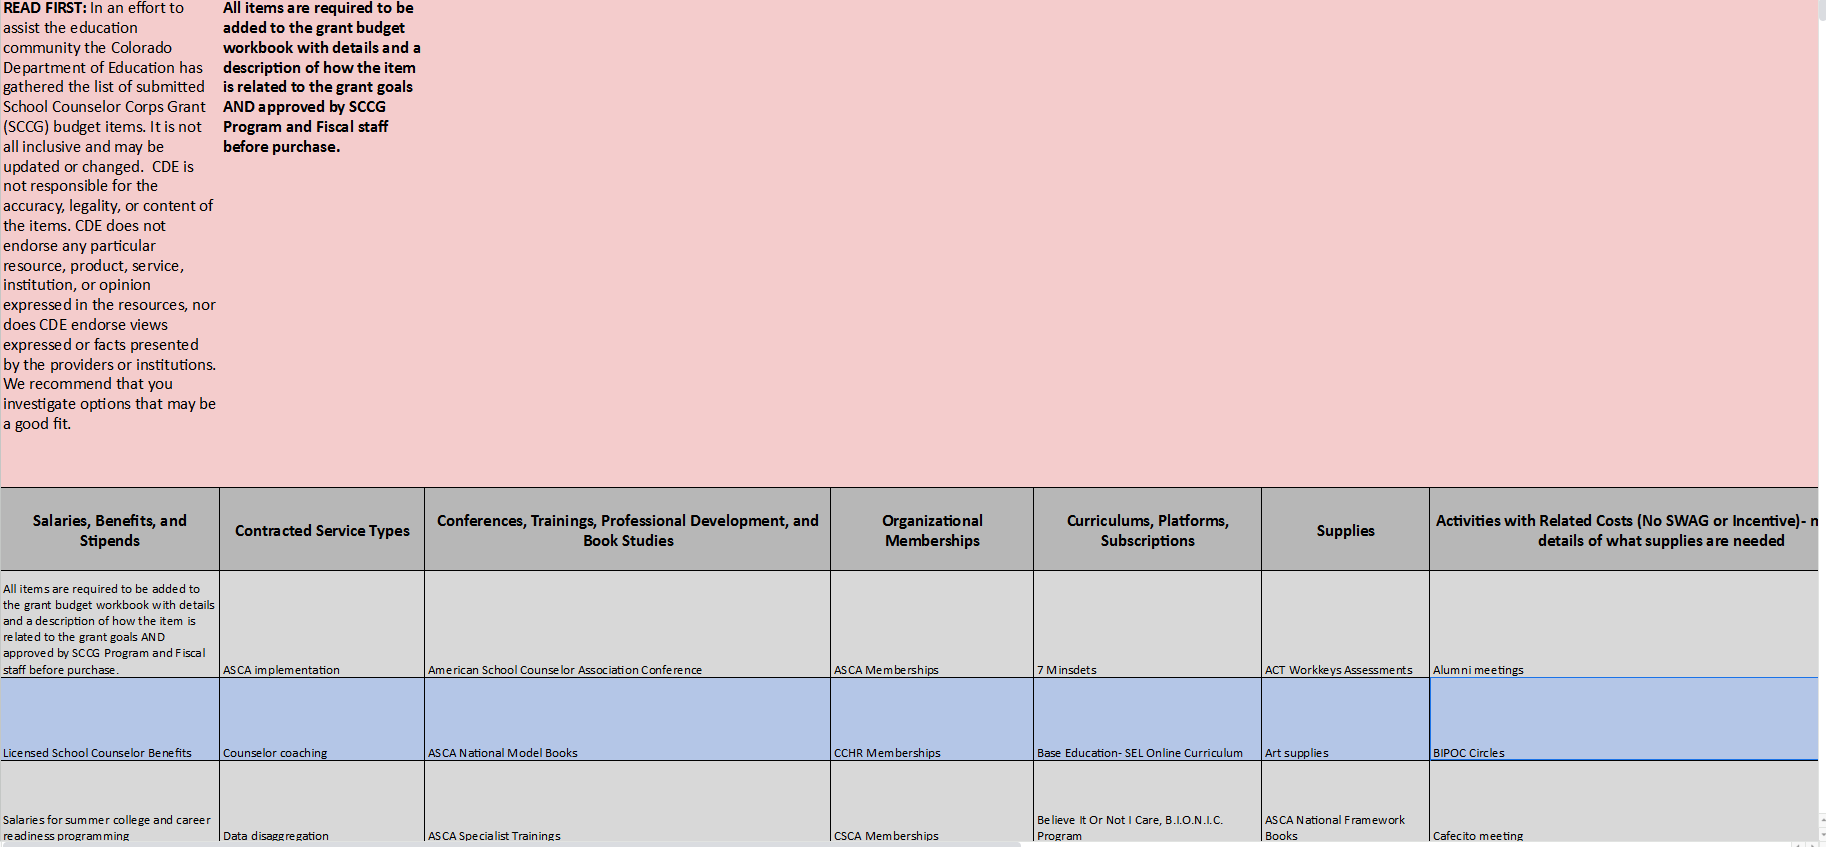 READ FIRST: In an effort to
assist the education
community the Colorado
Department of Education has
gathered the list of submitted
School Counselor Corps Grant
(SCCG) budget items. It is not
all inclusive and may be
updated or changed.  CDE is
not responsible for the
accuracy, legality, or content of
the items. CDE does not
endorse any particular
resource, product, service,
institution, or opinion
expressed in the resources, nor
does CDE endorse views
expressed or facts presented
by the providers or institutions.
We recommend that you
investigate options that may be
a good fit.
All items are required to be
added to the grant budget
workbook with details and a
description of how the item
is related to the grant goals
AND approved by SCCG
Program and Fiscal staff
before purchase.
Salaries, Benefits, and
Stipends
Contracted Service Types
Conferences, Trainings, Professional Development, and
Book Studies
Organizational
Memberships
Curriculums, Platforms,
Subscriptions
Supplies
Activities with Related Costs (No SWAG or Incentive)-
details of what supplies are needed
All items are required to be added to
the grant budget workbook with details
and a description of how the item is
related to the grant goals AND
approved by SCCG Program and Fiscal
staff before purchase.
ASCA implementation
American School Counselor Association Conference
ASCA Memberships
7 Minsdets
ACT Workkeys Assessments
Alumni meetings
Licensed School Counselor Benefits
Counselor coaching
ASCA National Model Books
CCHR Memberships
Base Education- SEL Online Curriculum
Art supplies
BIPOC Circles
Salaries for summer college and career
readiness programming
Data disaggregation
ASCA Specialist Trainings
CSCA Memberships
Believe It Or Not I Care, B.I.O.N.I.C.
Program
ASCA National Framework
Books
Cafecito meeting